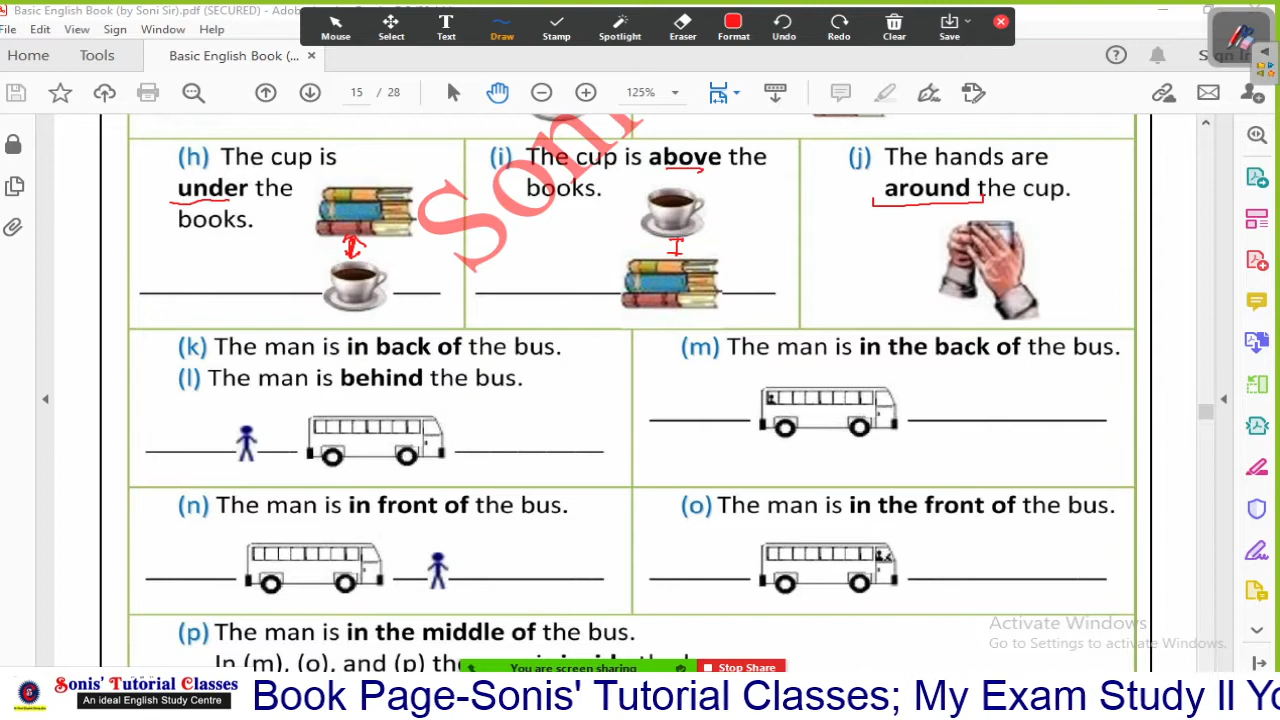 Basic English Book (by Soni Sir).pdf (SECURED) - Adobe
File Edit View Sign Window Help
Mouse Select Text Draw Stamp Spotlight Eraser Format Undo Redo Clear Save
Home Tools Basic English Book (... ×
15 / 28 125%
Soni
(h) The cup is
under the
books.
(i) The cup is above the
books.
(j) The hands are
around the cup.
(k) The man is in back of the bus.
(l) The man is behind the bus.
(m) The man is in the back of the bus.
(n) The man is in front of the bus.
(o) The man is in the front of the bus.
(p) The man is in the middle of the bus.
In (m), (o), and (p) the
Activate Windows
Go to Settings to activate Windows.
You are screen sharing Stop Share
Sonis' Tutorial Classes
An ideal English Study Centre
Book Page-Sonis' Tutorial Classes; My Exam Study ll Yo